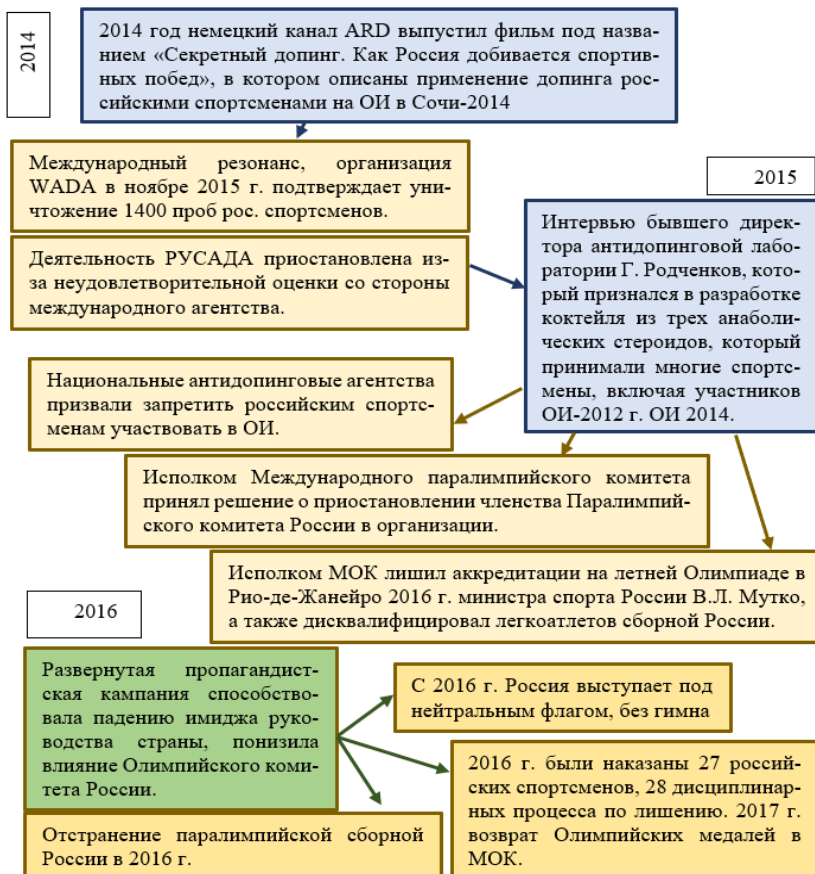 2014
2014 год немецкий канал ARD выпустил фильм под назва-
нием «Секретный допинг. Как Россия добивается спортив-
ных побед», в котором описаны применение допинга рос-
сийскими спортсменами на ОИ в Сочи-2014
Международный резонанс, организация
WADA в ноябре 2015 г. подтверждает уни-
чтожение 1400 проб рос. спортсменов.
Деятельность РУСАДА приостановлена из-
за неудовлетворительной оценки со стороны
международного агентства.
2015
Интервью бывшего дирек-
тора антидопинговой лабо-
ратории Г. Родченков, кото-
рый признался в разработке
коктейля из трех анаболи-
ческих стероидов, который
принимали многие спортс-
мены, включая участников
ОИ-2012 г. ОИ 2014.
Национальные антидопинговые агентства
призвали запретить российским спортс-
менам участвовать в ОИ.
Исполком Международного паралимпийского комитета
принял решение о приостановлении членства Паралимпий-
ского комитета России в организации.
Исполком МОК лишил аккредитации на летней Олимпиаде в
Рио-де-Жанейро 2016 г. министра спорта России В.Л. Мутко,
а также дисквалифицировал легкоатлетов сборной России.
2016
Развернутая пропагандист-
ская кампания способство-
вала падению имиджа руко-
водства страны, понизила
влияние Олимпийского коми-
тета России.
С 2016 г. Россия выступает под
нейтральным флагом, без гимна
2016 г. были наказаны 27 россий-
ских спортсменов, 28 дисциплинар-
ных процесса по лишению. 2017 г.
возврат Олимпийских медалей в
МОК.
Отстранение паралимпийской сборной
России в 2016 г.